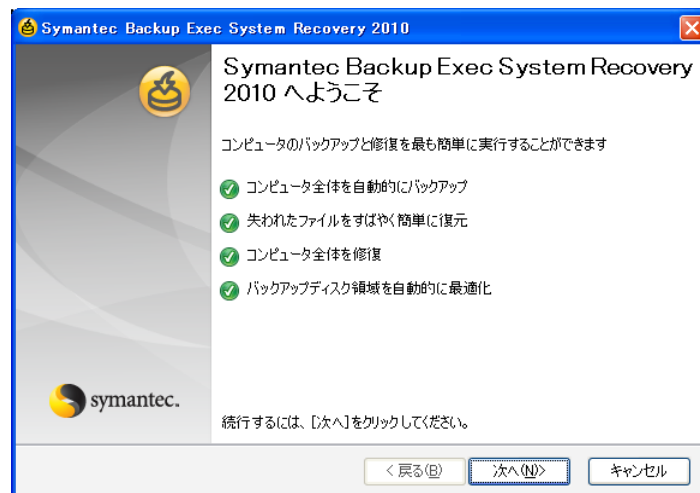 Symantec Backup Exec System Recovery 2010
Symantec Backup Exec System Recovery
2010 へようこそ
コンピュータのバックアップと修復を最も簡単に実行することができます
コンピュータ全体を自動的にバックアップ
失われたファイルをすばやく簡単に復元
コンピュータ全体を修復
バックアップディスク領域を自動的に最適化
symantec.
続行するには、[次へ]をクリックしてください。
< 戻る(B)
次へ(N)>
キャンセル